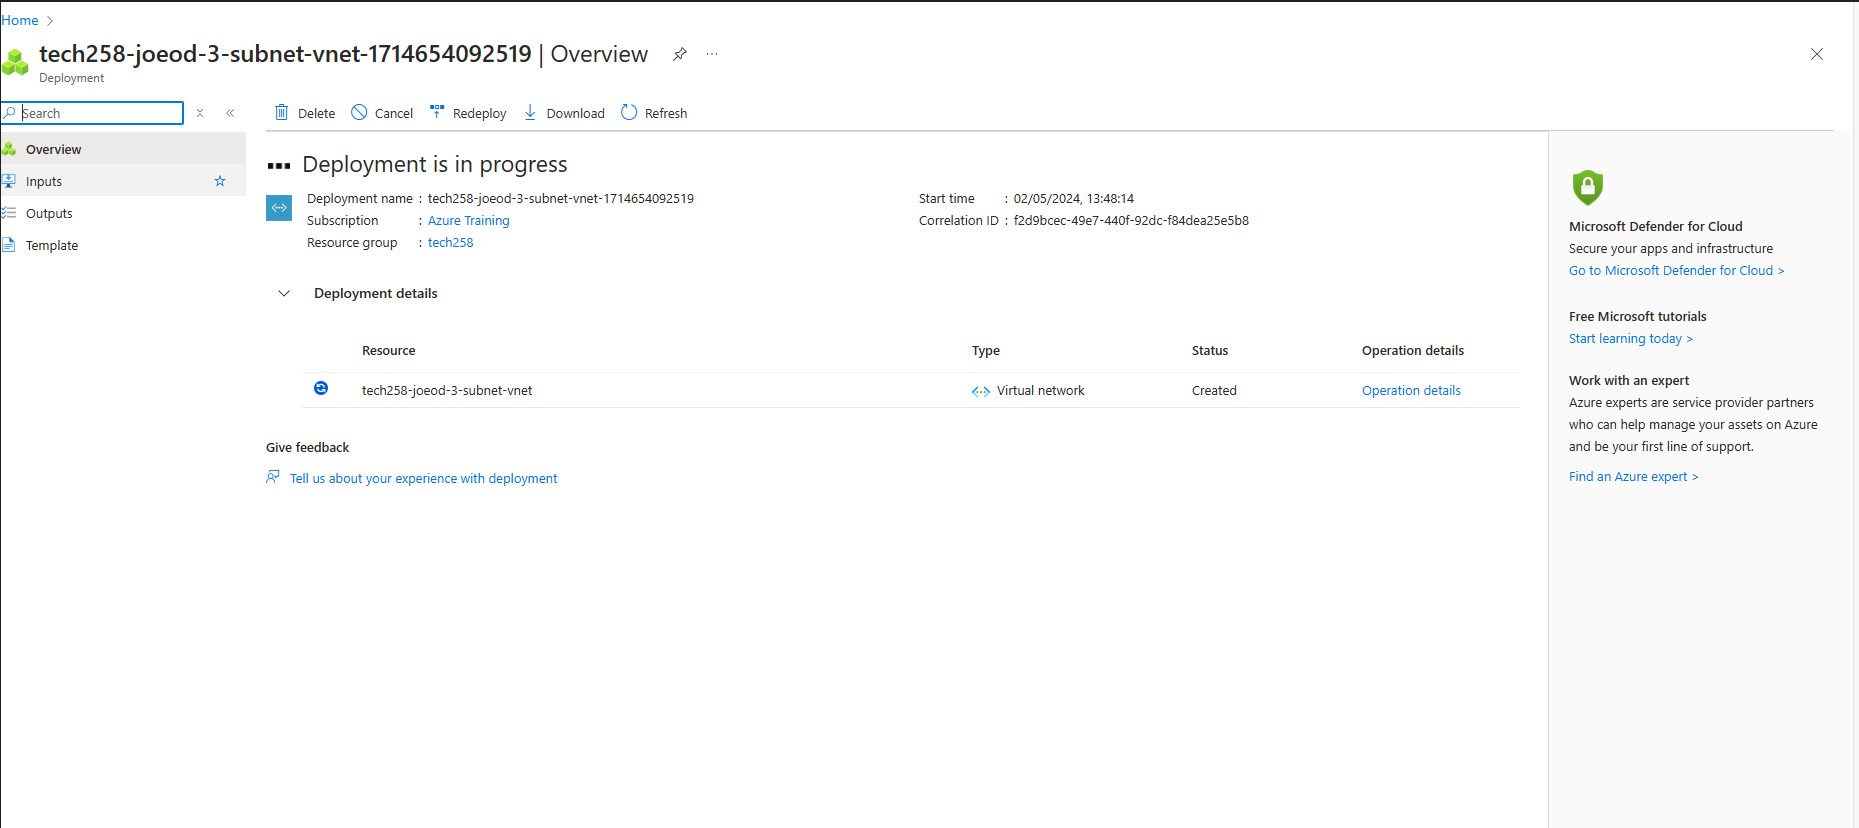 Home
tech258-joeod-3-subnet-vnet-1714654092519 | Overview
Deployment
Search
Delete Cancel Redeploy Download Refresh
Overview
Inputs
Outputs
Template
Deployment is in progress
Deployment name : tech258-joeod-3-subnet-vnet-1714654092519
Subscription : Azure Training
Resource group : tech258
Start time : 02/05/2024, 13:48:14
Correlation ID : f2d9bcec-49e7-440f-92dc-f84dea25e5b8
Deployment details
Resource Type Status Operation details
tech258-joeod-3-subnet-vnet Virtual network Created Operation details
Give feedback
Tell us about your experience with deployment
Microsoft Defender for Cloud
Secure your apps and infrastructure
Go to Microsoft Defender for Cloud >
Free Microsoft tutorials
Start learning today >
Work with an expert
Azure experts are service provider partners
who can help manage your assets on Azure
and be your first line of support.
Find an Azure expert >